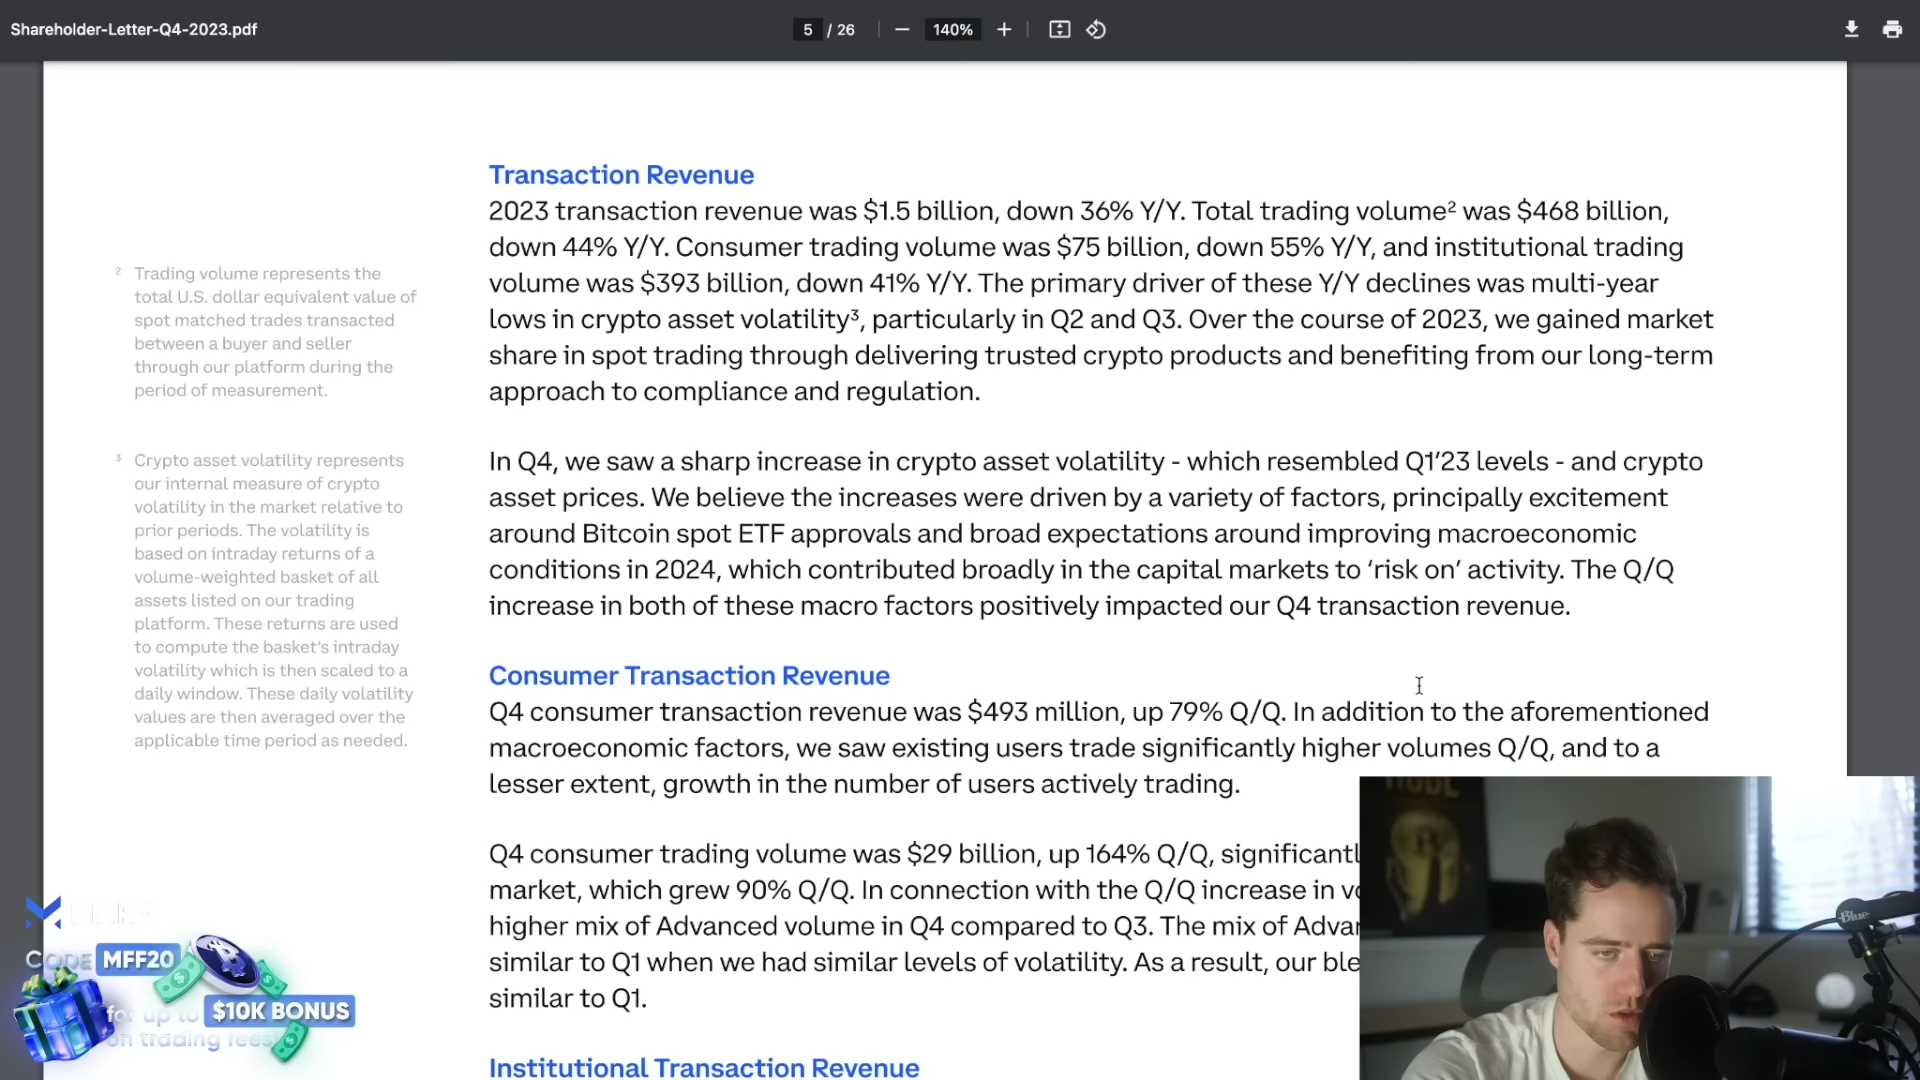 Shareholder-Letter-Q4-2023.pdf
5 / 26
140%
Transaction Revenue
2023 transaction revenue was $1.5 billion, down 36% Y/Y. Total trading volume² was $468 billion,
down 44% Y/Y. Consumer trading volume was $75 billion, down 55% Y/Y, and institutional trading
volume was $393 billion, down 41% Y/Y. The primary driver of these Y/Y declines was multi-year
lows in crypto asset volatility³, particularly in Q2 and Q3. Over the course of 2023, we gained market
share in spot trading through delivering trusted crypto products and benefiting from our long-term
approach to compliance and regulation.
In Q4, we saw a sharp increase in crypto asset volatility - which resembled Q1’23 levels - and crypto
asset prices. We believe the increases were driven by a variety of factors, principally excitement
around Bitcoin spot ETF approvals and broad expectations around improving macroeconomic
conditions in 2024, which contributed broadly in the capital markets to ‘risk on’ activity. The Q/Q
increase in both of these macro factors positively impacted our Q4 transaction revenue.
Consumer Transaction Revenue
Q4 consumer transaction revenue was $493 million, up 79% Q/Q. In addition to the aforementioned
macroeconomic factors, we saw existing users trade significantly higher volumes Q/Q, and to a
lesser extent, growth in the number of users actively trading.
Q4 consumer trading volume was $29 billion, up 164% Q/Q, significantl
market, which grew 90% Q/Q. In connection with the Q/Q increase in vo
higher mix of Advanced volume in Q4 compared to Q3. The mix of Advan
similar to Q1 when we had similar levels of volatility. As a result, our ble
similar to Q1.
Institutional Transaction Revenue
² Trading volume represents the
total U.S. dollar equivalent value of
spot matched trades transacted
between a buyer and seller
through our platform during the
period of measurement.
³ Crypto asset volatility represents
our internal measure of crypto
volatility in the market relative to
prior periods. The volatility is
based on intraday returns of a
volume-weighted basket of all
assets listed on our trading
platform. These returns are used
to compute the basket’s intraday
volatility which is then scaled to a
daily window. These daily volatility
values are then averaged over the
applicable time period as needed.
CODE MFF20
for up to $10K BONUS
on trading fees
HODL
Blue